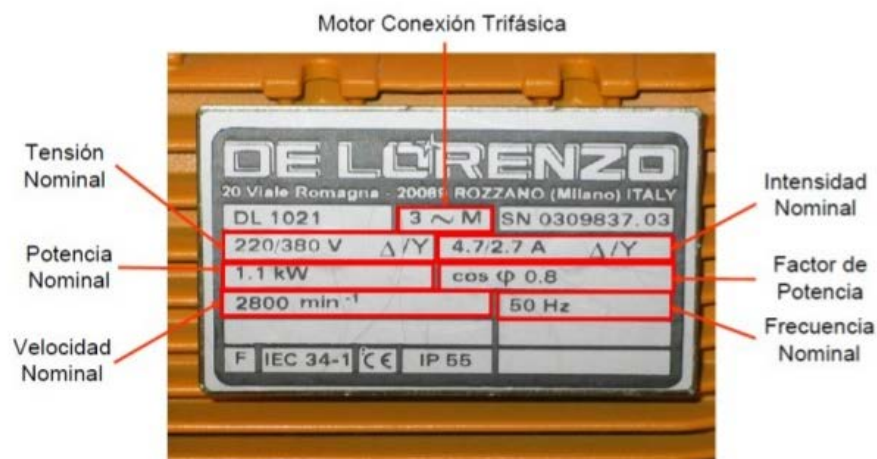 Motor Conexión Trifásica
Tensión
Nominal
Potencia
Nominal
Velocidad
Nominal
DE LORENZO
20 Viale Romagna - 20089 ROZZANO (Milano) ITALY
DL 1021 3 ~ M SN 0309837.03
220/380 V Δ/Y 4.7/2.7 A Δ/Y
1.1 kW cos φ 0.8
2800 min⁻¹ 50 Hz
F IEC 34-1 CE IP 55
Intensidad
Nominal
Factor de
Potencia
Frecuencia
Nominal